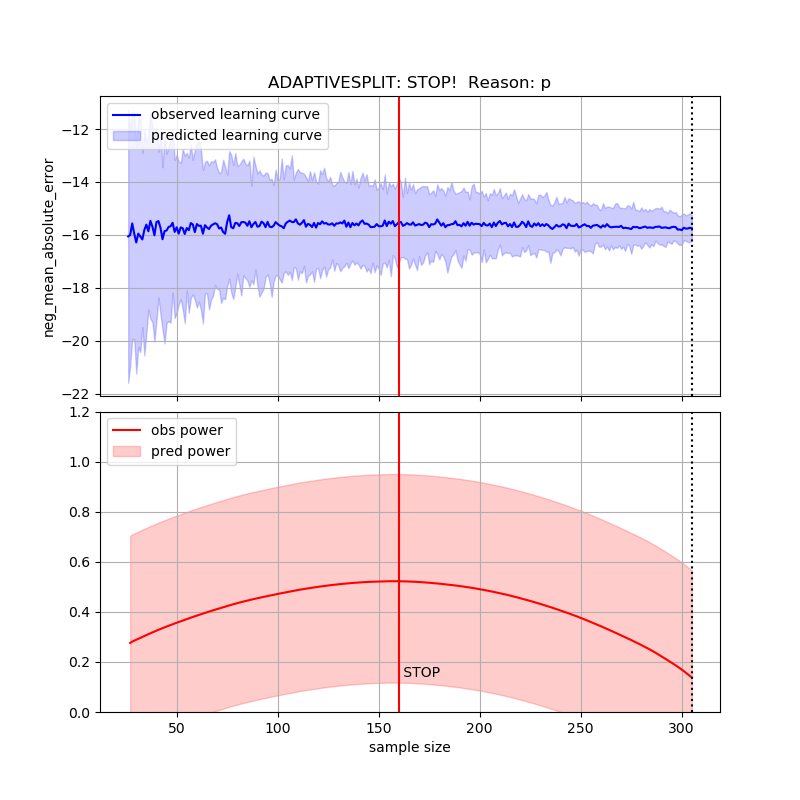 ADAPTIVESPLIT: STOP!  Reason: p
observed learning curve
predicted learning curve
neg_mean_absolute_error
−12
−14
−16
−18
−20
−22
obs power
pred power
1.2
1.0
0.8
0.6
0.4
0.2
0.0
STOP
50 100 150 200 250 300
sample size